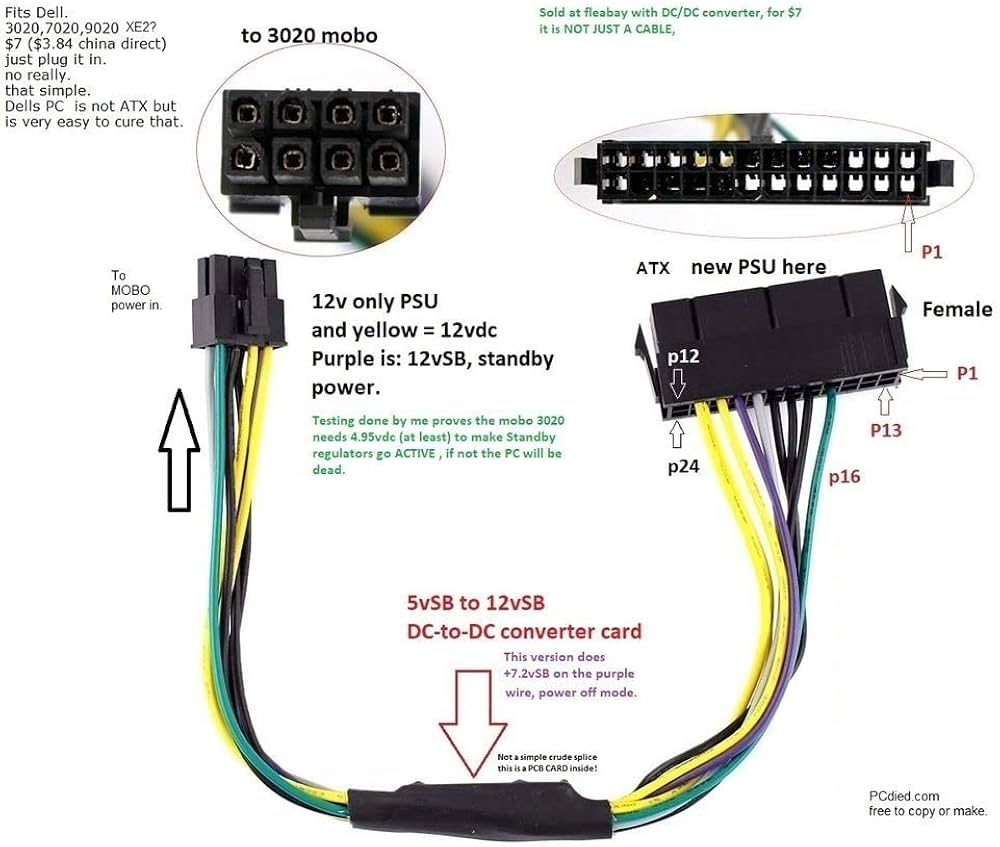 Fits Dell.
3020,7020,9020 XE2?
$7 ($3.84 china direct)
just plug it in.
no really.
that simple.
Dells PC is not ATX but
is very easy to cure that.
to 3020 mobo
Sold at fleabay with DC/DC converter, for $7
it is NOT JUST A CABLE,
P1
ATX new PSU here
Female
To
MOBO
power in.
12v only PSU
and yellow = 12vdc
Purple is: 12vSB, standby
power.
Testing done by me proves the mobo 3020
needs 4.95vdc (at least) to make Standby
regulators go ACTIVE , if not the PC will be
dead.
p12
P1
P13
p24
p16
5vSB to 12vSB
DC-to-DC converter card
This version does
+7.2vSB on the purple
wire, power off mode.
Not a simple crude splice
this is a PCB CARD inside!
PCdied.com
free to copy or make.